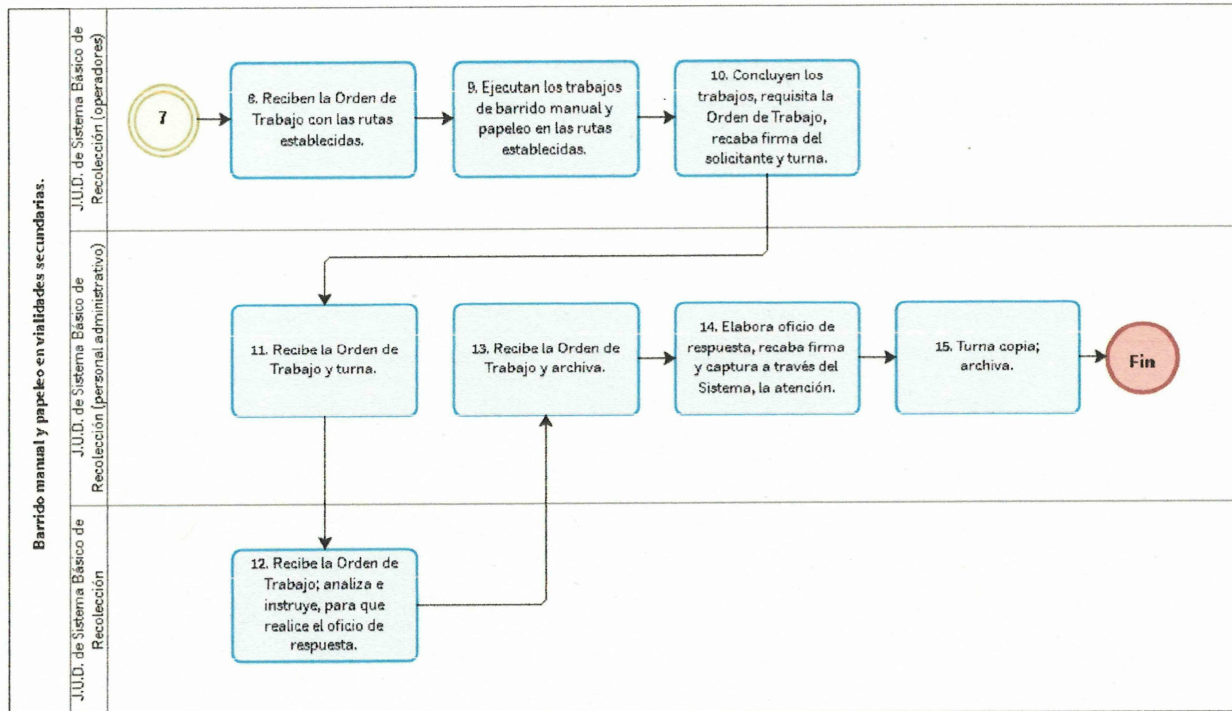 Barrido manual y papeleo en vialidades secundarias.
J.U.D. de Sistema Básico de
Recolección (operadores)
7
8. Reciben la Orden de
Trabajo con las rutas
establecidas.
9. Ejecutan los trabajos
de barrido manual y
papeleo en las rutas
establecidas.
10. Concluyen los
trabajos, requisita la
Orden de Trabajo,
recaba firma del
solicitante y turna.
J.U.D. de Sistema Básico de
Recolección (personal administrativo)
11. Recibe la Orden de
Trabajo y turna.
13. Recibe la Orden de
Trabajo y archiva.
14. Elabora oficio de
respuesta, recaba firma
y captura a través del
Sistema, la atención.
15. Turna copia;
archiva.
Fin
J.U.D. de Sistema Básico de
Recolección
12. Recibe la Orden de
Trabajo; analiza e
instruye, para que
realice el oficio de
respuesta.